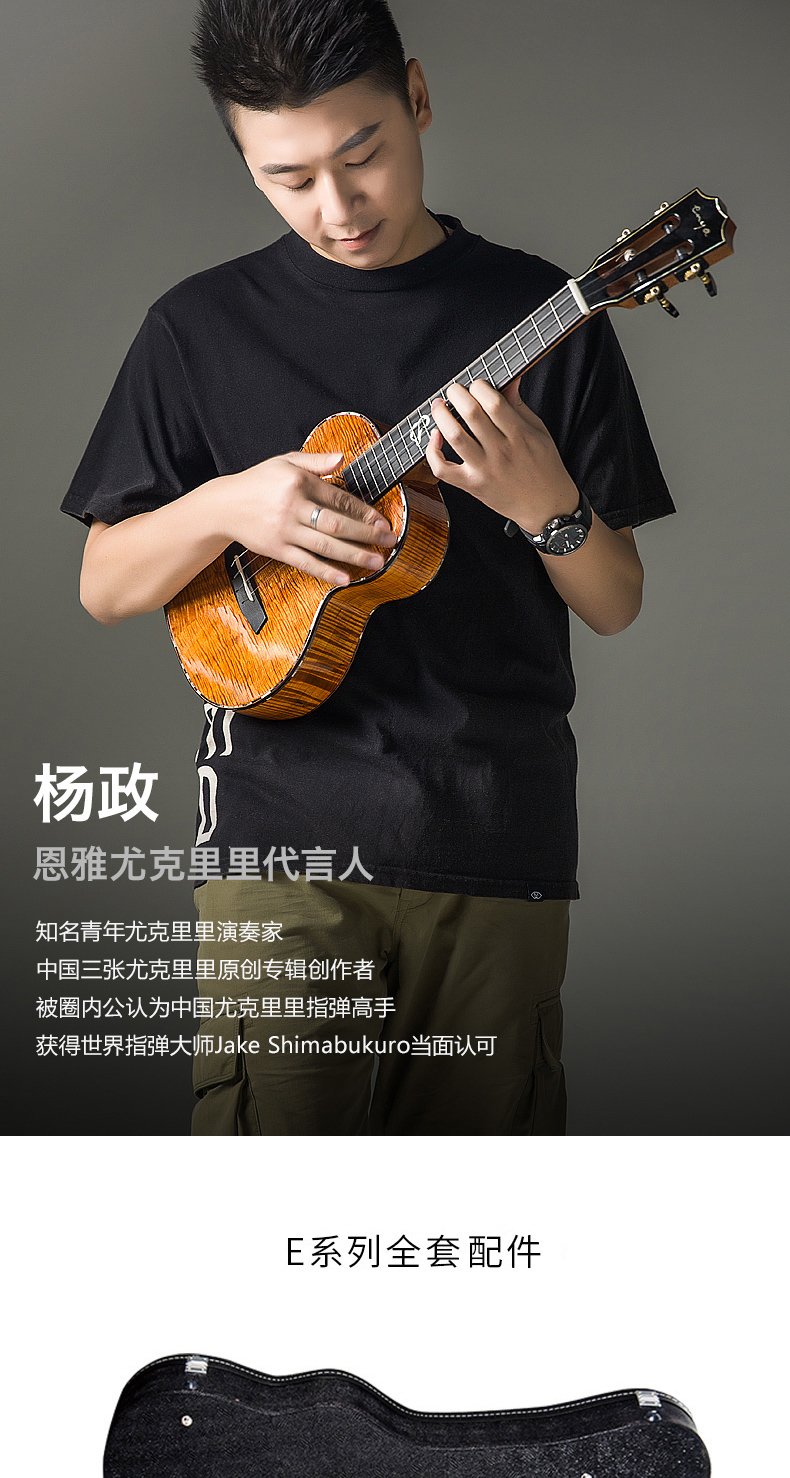 enya
杨政
恩雅尤克里里代言人
知名青年尤克里里演奏家
中国三张尤克里里原创专辑创作者
被圈内公认为中国尤克里里指弹高手
获得世界指弹大师Jake Shimabukuro当面认可
E系列全套配件